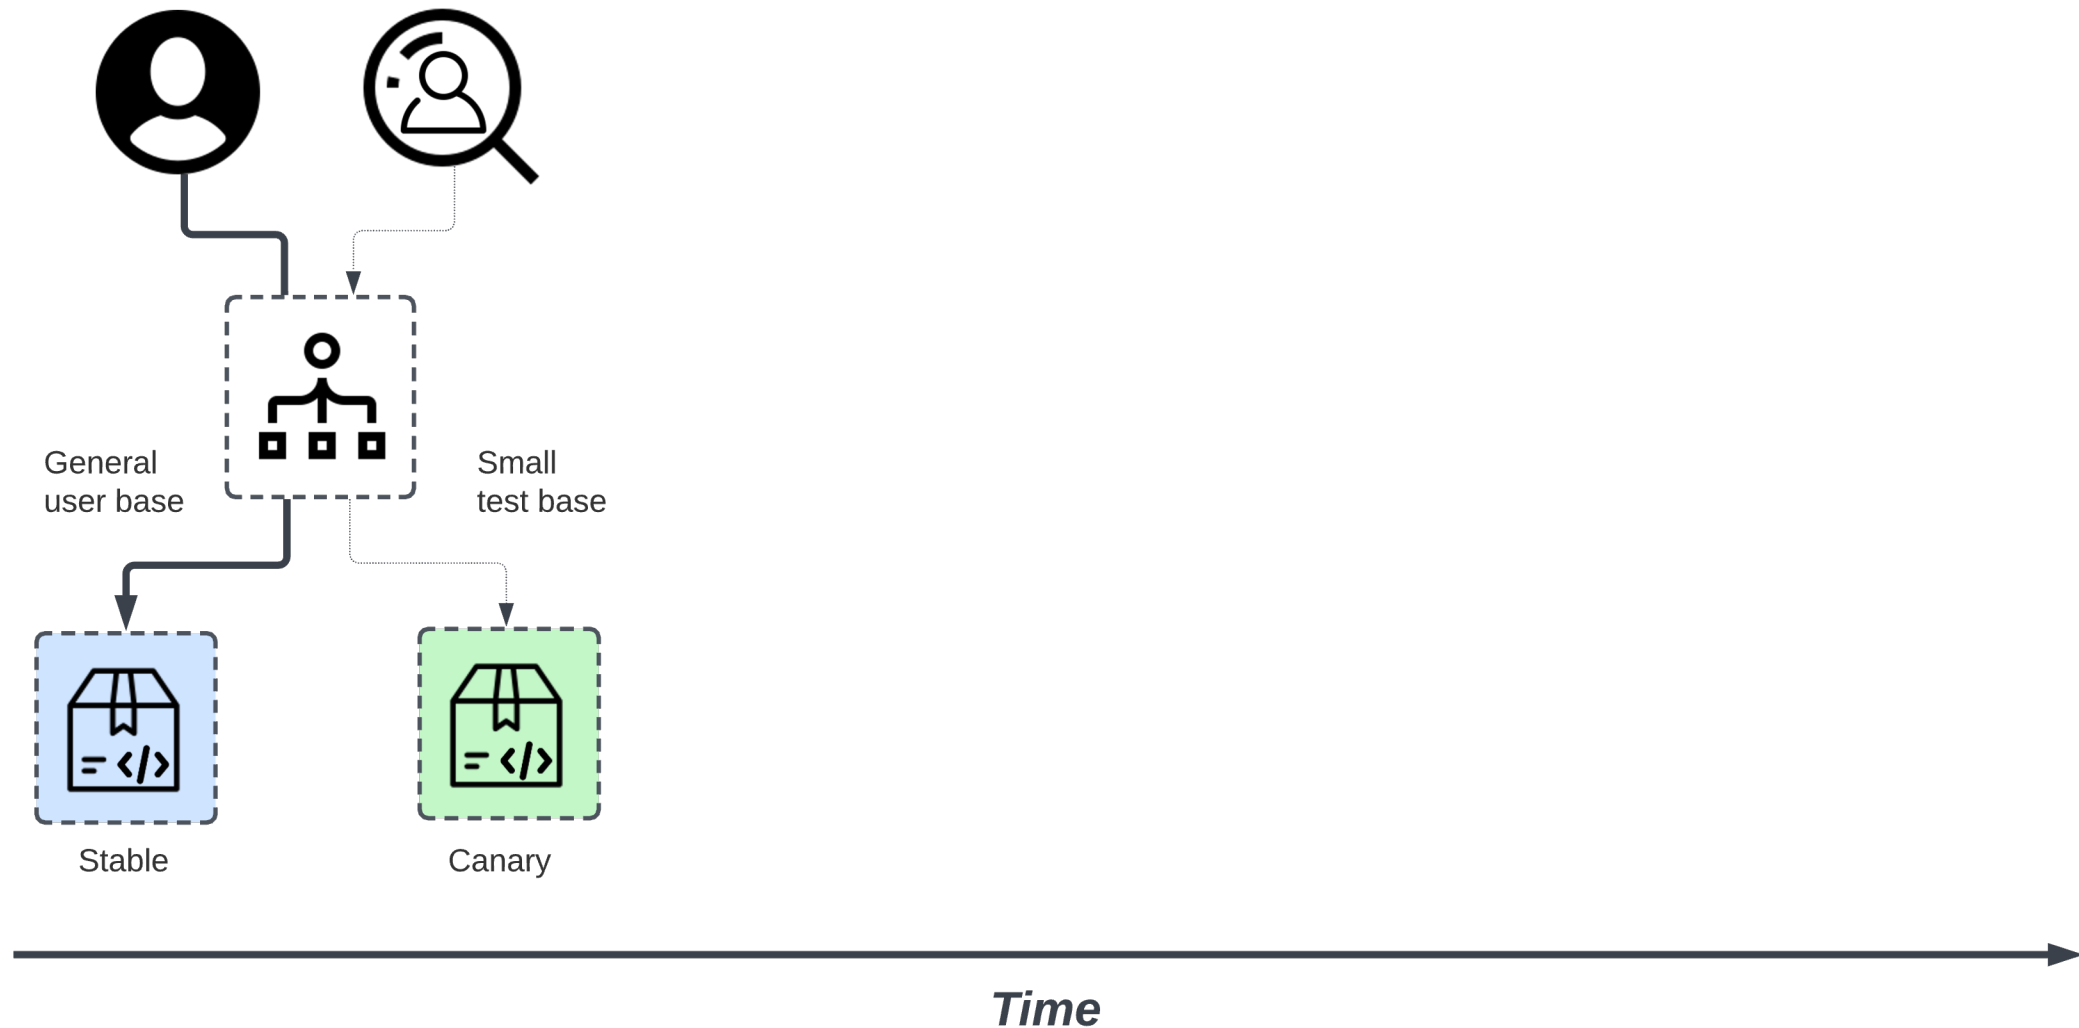 General
user base
Small
test base
Stable
Canary
Time